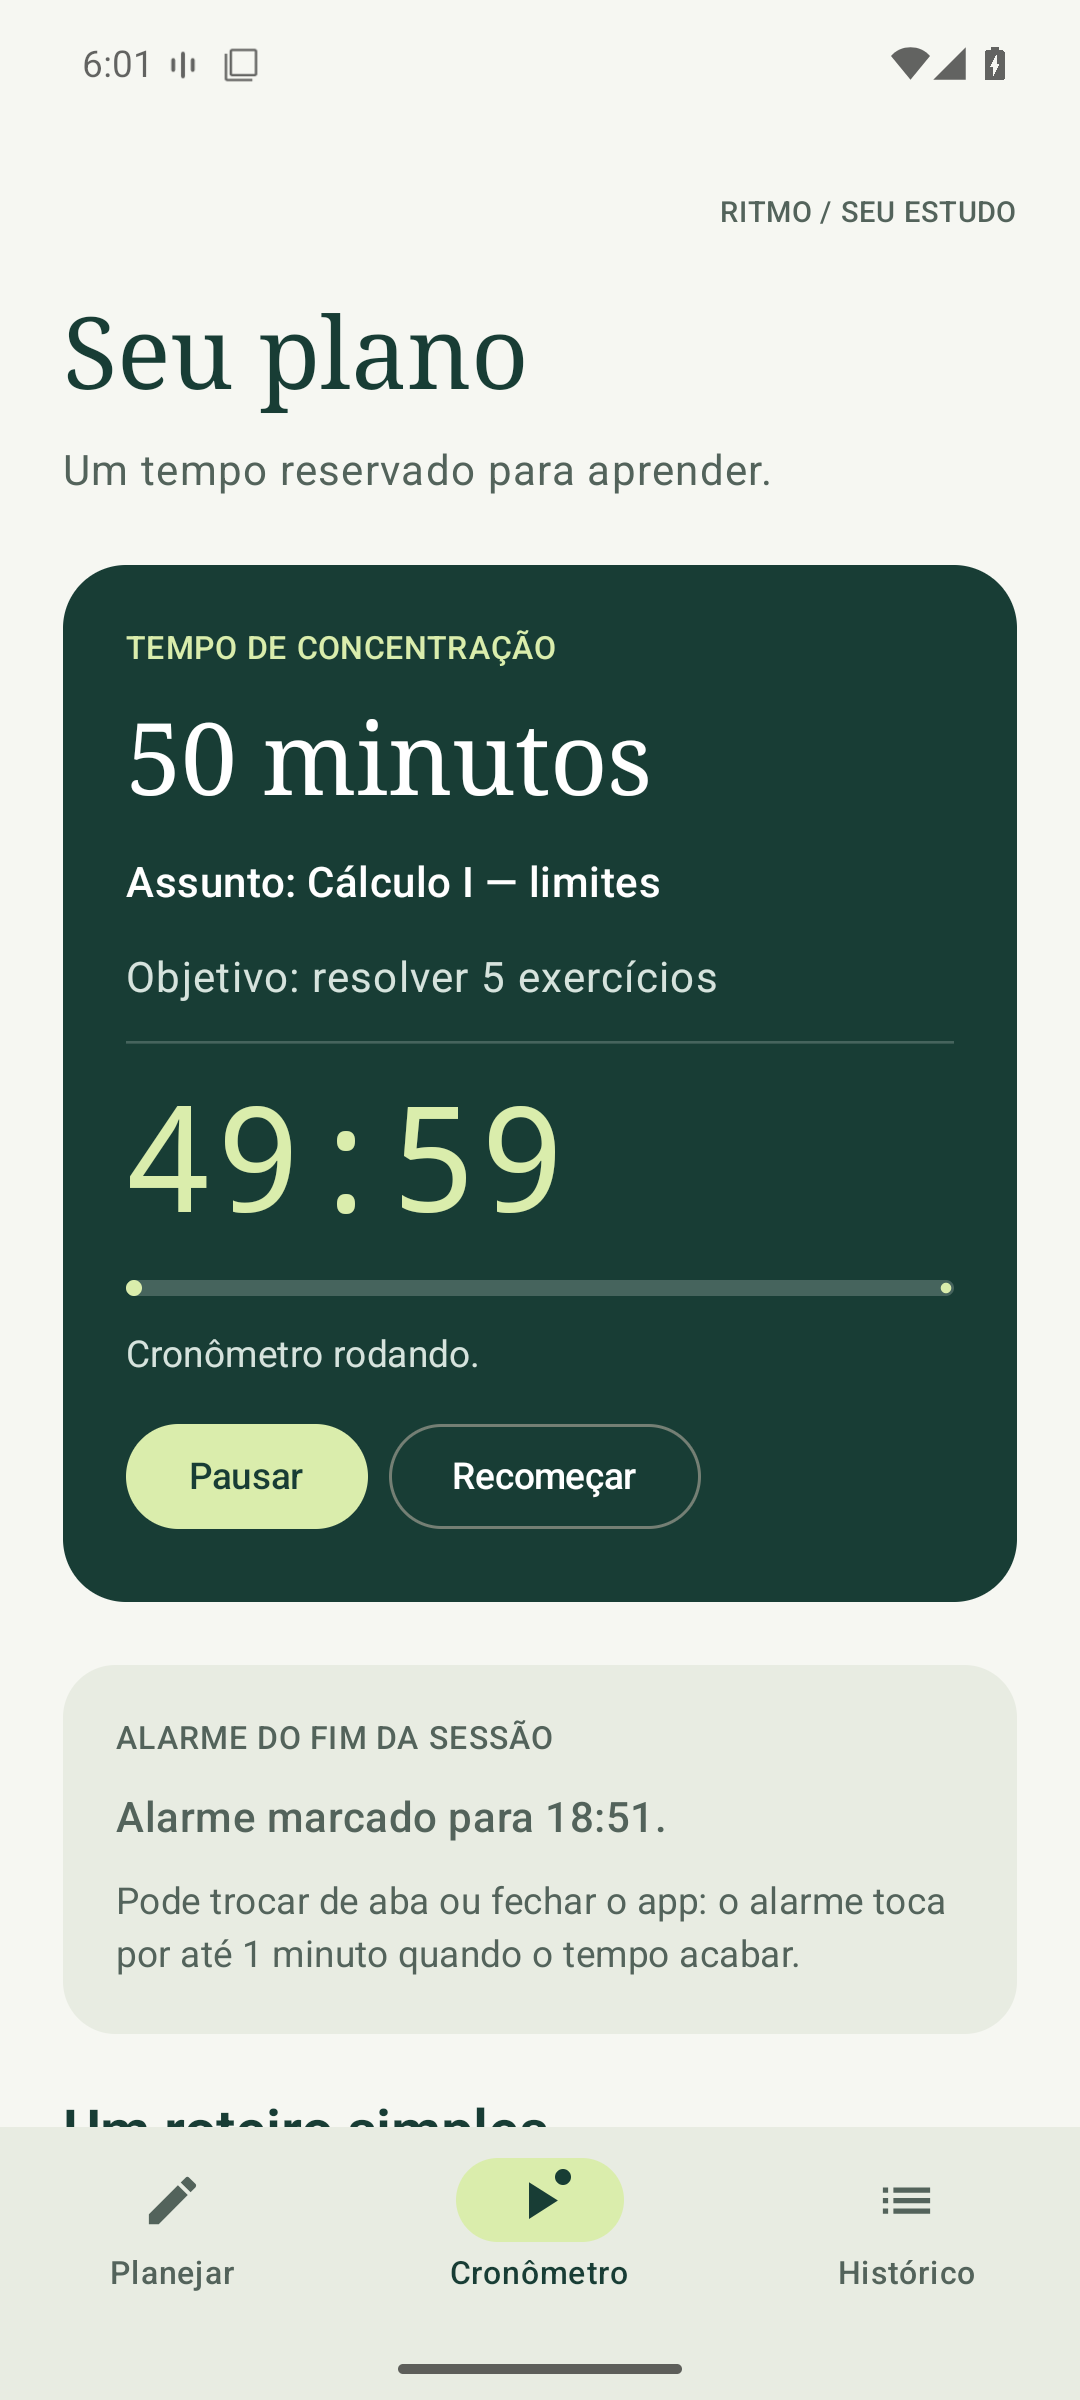 6:01
RITMO / SEU ESTUDO
Seu plano
Um tempo reservado para aprender.
TEMPO DE CONCENTRAÇÃO
50 minutos
Assunto: Cálculo I — limites
Objetivo: resolver 5 exercícios
49:59
Cronômetro rodando.
Pausar
Recomeçar
ALARME DO FIM DA SESSÃO
Alarme marcado para 18:51.
Pode trocar de aba ou fechar o app: o alarme toca
por até 1 minuto quando o tempo acabar.
Um roteiro simples
Planejar
Cronômetro
Histórico